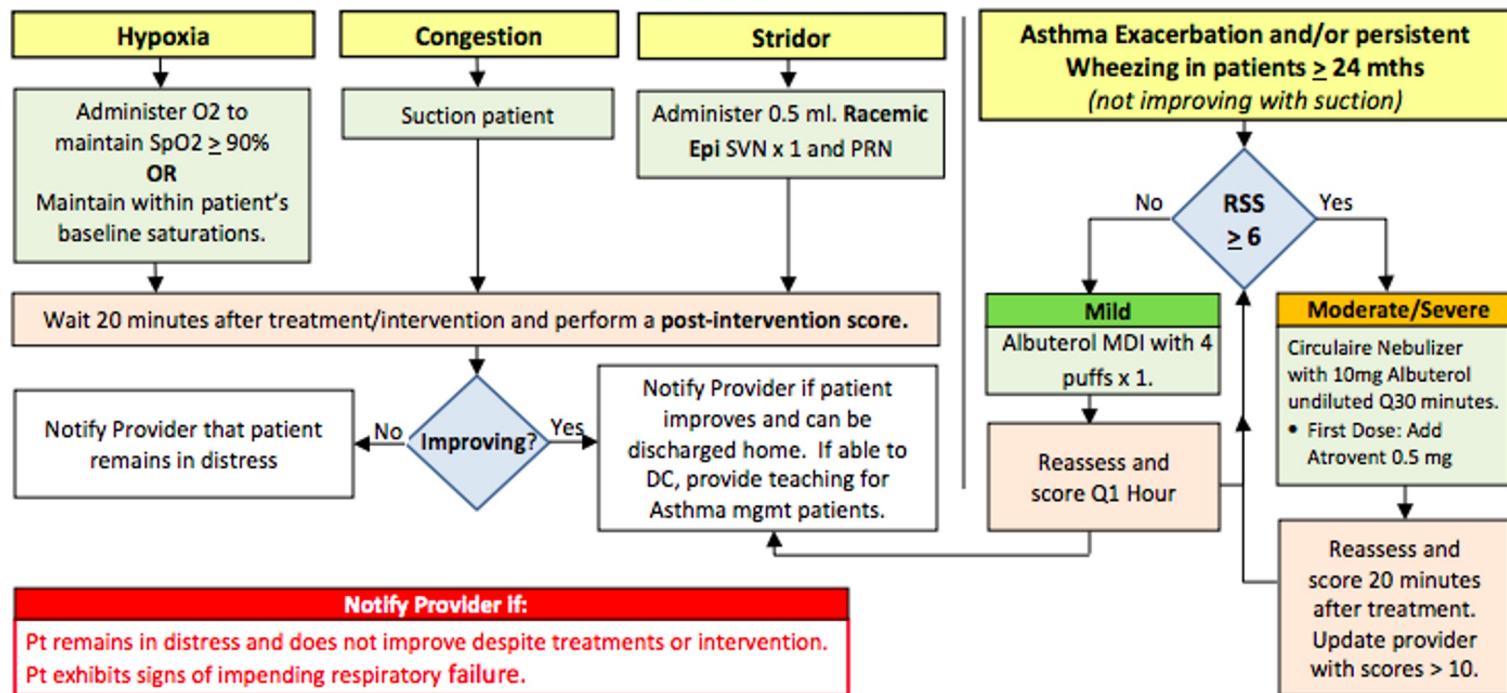 Hypoxia
Administer O2 to
maintain SpO2 ≥ 90%
OR
Maintain within patient's
baseline saturations.
Congestion
Suction patient
Stridor
Administer 0.5 ml. Racemic
Epi SVN x 1 and PRN
Wait 20 minutes after treatment/intervention and perform a post-intervention score.
Improving?
No
Notify Provider that patient
remains in distress
Yes
Notify Provider if patient
improves and can be
discharged home. If able to
DC, provide teaching for
Asthma mgmt patients.
Notify Provider if:
Pt remains in distress and does not improve despite treatments or intervention.
Pt exhibits signs of impending respiratory failure.
Asthma Exacerbation and/or persistent
Wheezing in patients ≥ 24 mths
(not improving with suction)
RSS
≥ 6
No
Mild
Albuterol MDI with 4
puffs x 1.
Reassess and
score Q1 Hour
Yes
Moderate/Severe
Circulaire Nebulizer
with 10mg Albuterol
undiluted Q30 minutes.
• First Dose: Add
Atrovent 0.5 mg
Reassess and
score 20 minutes
after treatment.
Update provider
with scores > 10.